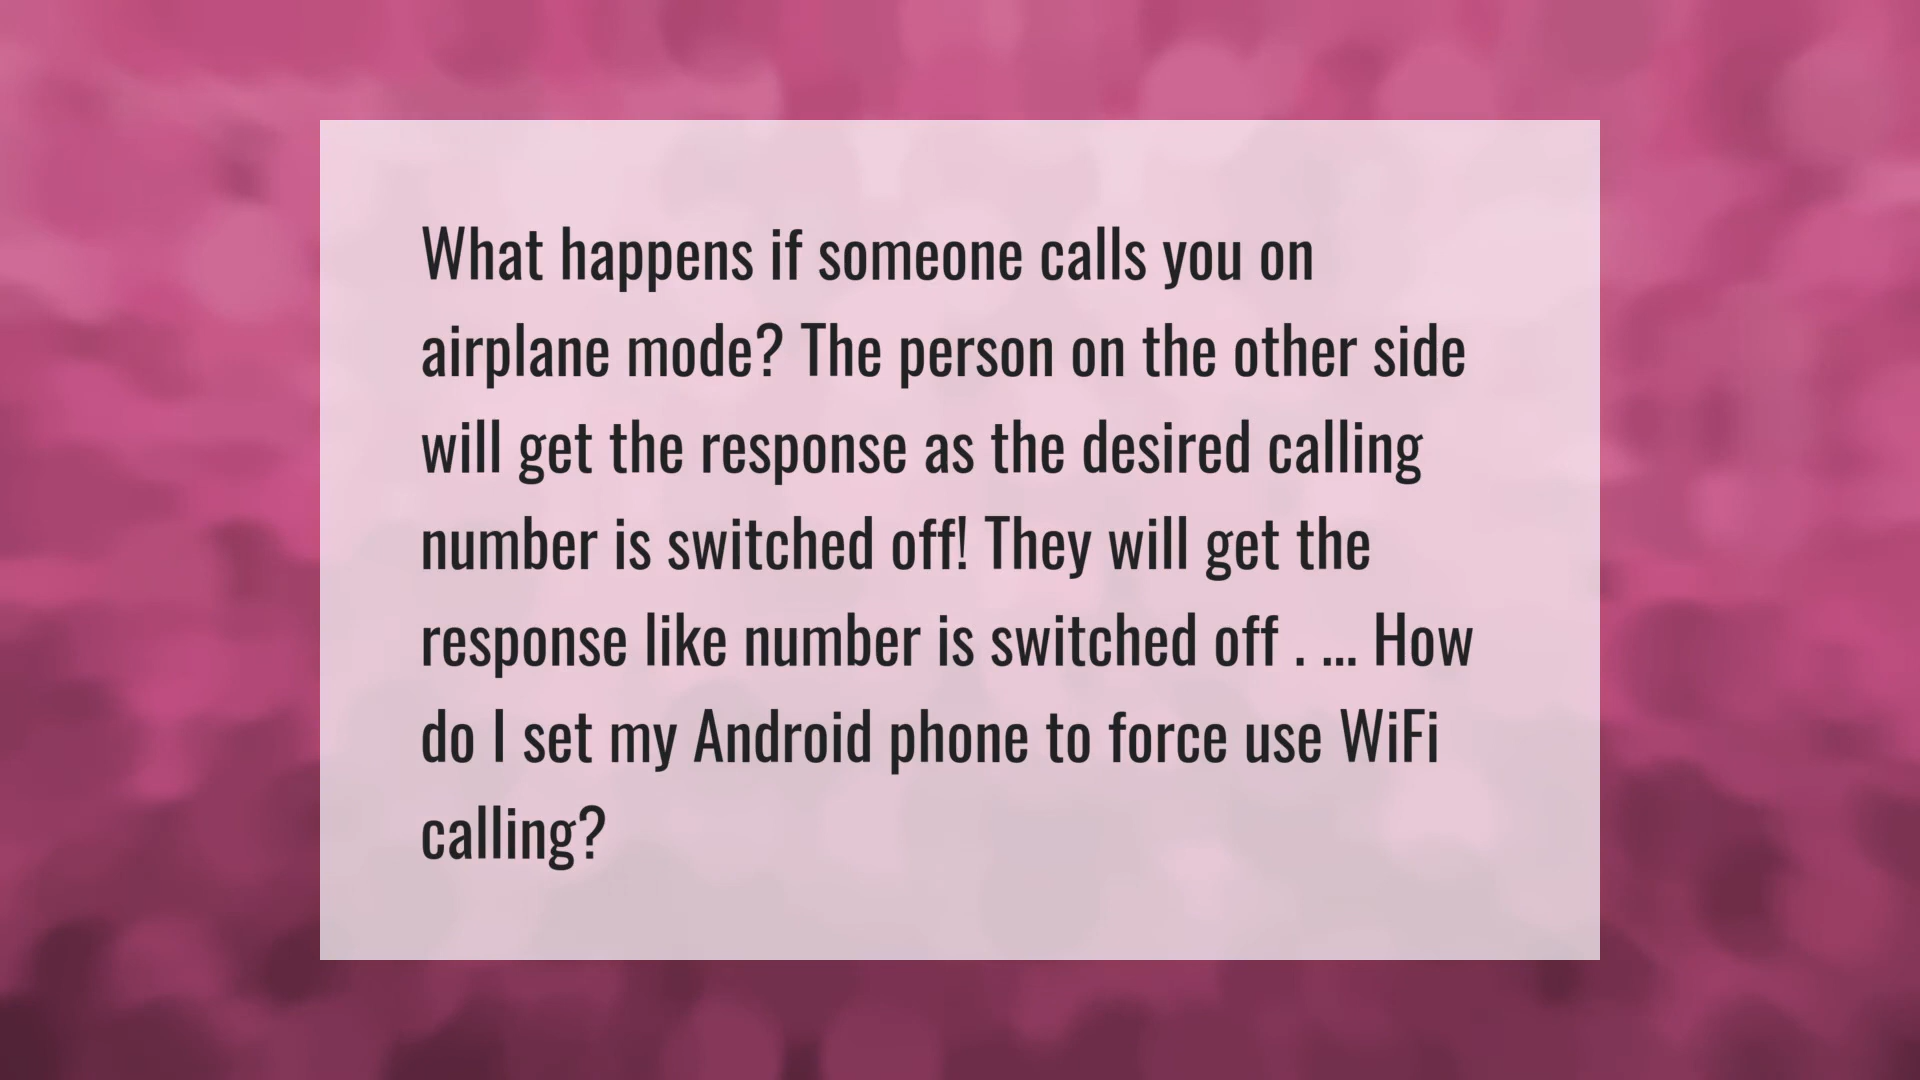 What happens if someone calls you on
airplane mode? The person on the other side
will get the response as the desired calling
number is switched off! They will get the
response like number is switched off . ... How
do I set my Android phone to force use WiFi
calling?